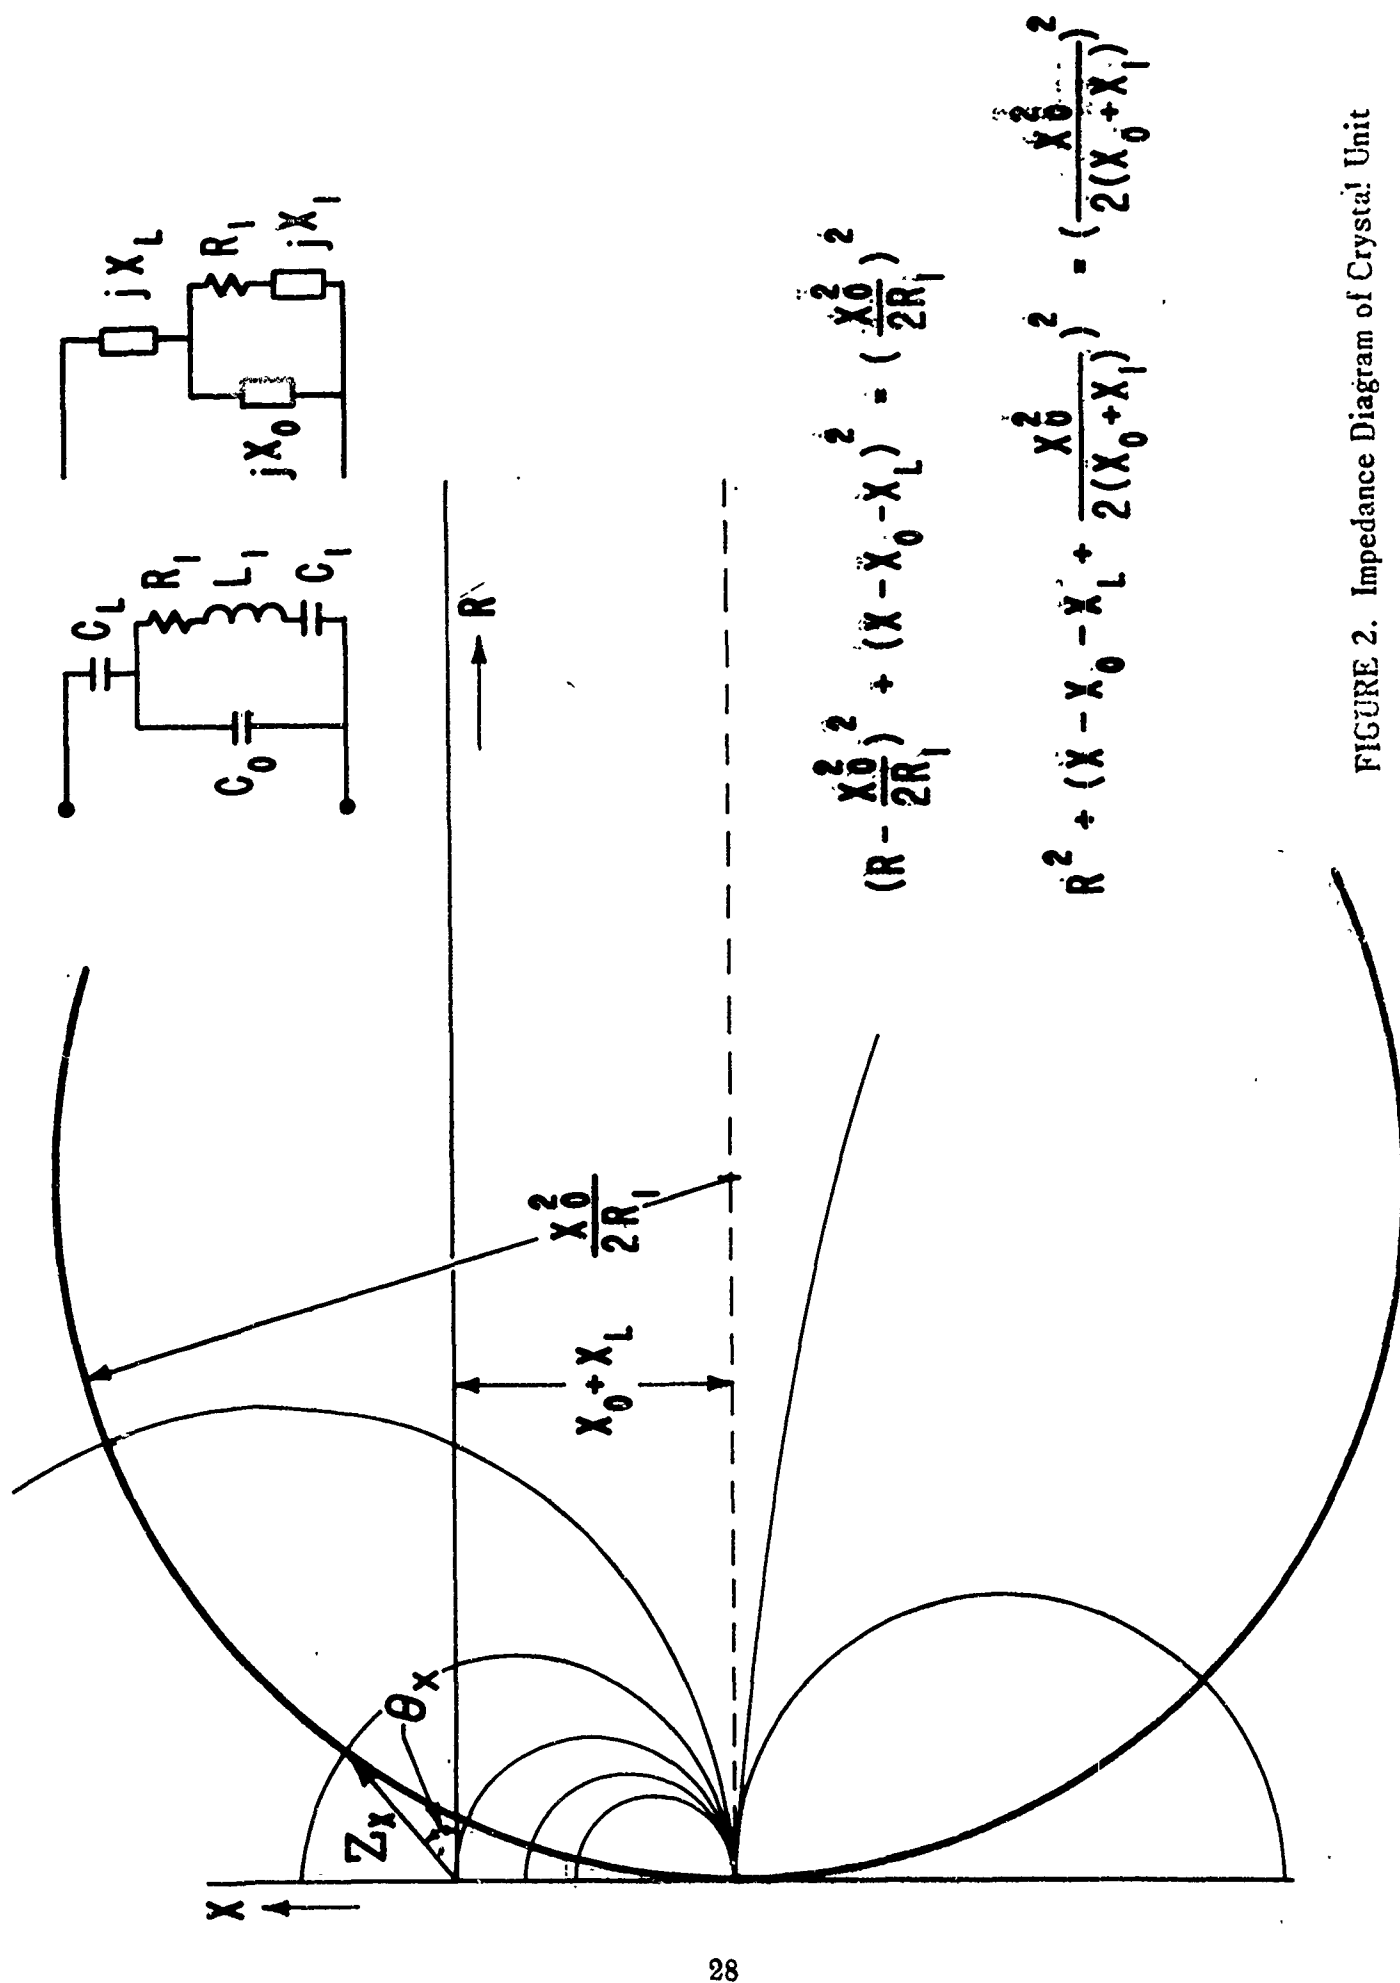 C_L
R_1
L_1
C_1
C_0
jX_L
R_1
jX_1
jX_0
X
R
Z_X
θ_X
X_0^2 / 2R_1
X_0 + X_L
(R - X_0^2 / 2R_1)^2 + (X - X_0 - X_L)^2 = (X_0^2 / 2R_1)^2
R^2 + (X - X_0 - X_L + X_0^2 / 2(X_0 + X_1))^2 = (X_0^2 / 2(X_0 + X_1))^2
FIGURE 2. Impedance Diagram of Crystal Unit
28